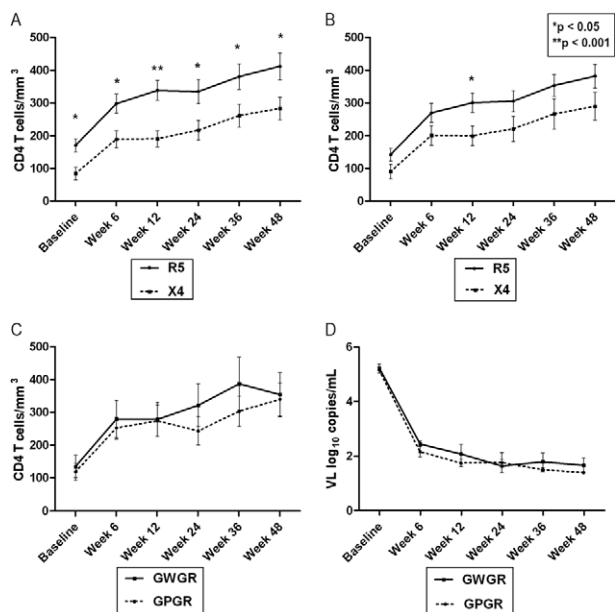 A
CD4 T cells/mm³
500
400
300
200
100
0
*
*
**
*
*
*
Baseline
Week 6
Week 12
Week 24
Week 36
Week 48
R5
X4
B
*p < 0.05
**p < 0.001
CD4 T cells/mm³
500
400
300
200
100
0
*
Baseline
Week 6
Week 12
Week 24
Week 36
Week 48
R5
X4
C
CD4 T cells/mm³
500
400
300
200
100
0
Baseline
Week 6
Week 12
Week 24
Week 36
Week 48
GWGR
GPGR
D
VL log₁₀ copies/mL
6
4
2
0
Baseline
Week 6
Week 12
Week 24
Week 36
Week 48
GWGR
GPGR